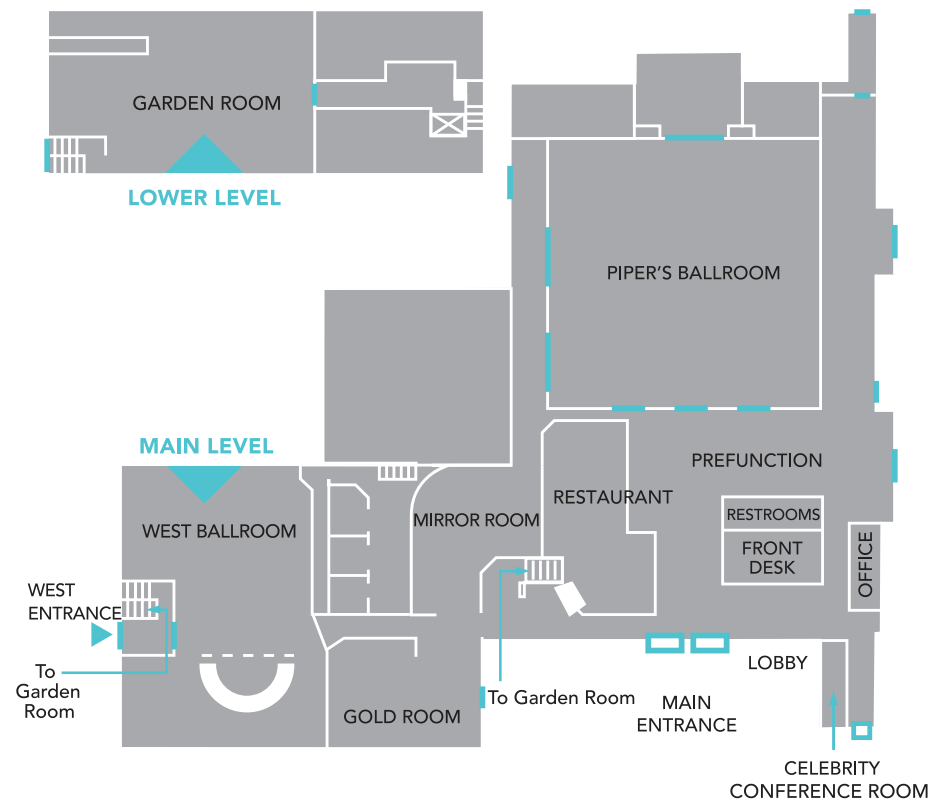 GARDEN ROOM
LOWER LEVEL
PIPER'S BALLROOM
MAIN LEVEL
PREFUNCTION
RESTAURANT
RESTROOMS
MIRROR ROOM
WEST BALLROOM
FRONT
DESK
OFFICE
WEST
ENTRANCE
To
Garden
Room
LOBBY
To Garden Room
MAIN
ENTRANCE
GOLD ROOM
CELEBRITY
CONFERENCE ROOM